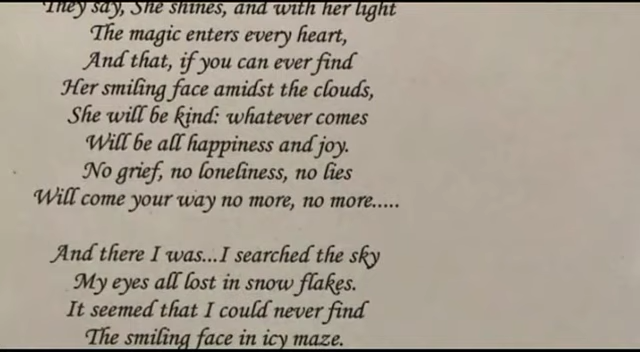 They say, She shines, and with her light
The magic enters every heart,
And that, if you can ever find
Her smiling face amidst the clouds,
She will be kind: whatever comes
Will be all happiness and joy.
No grief, no loneliness, no lies
Will come your way no more, no more.....
And there I was...I searched the sky
My eyes all lost in snow flakes.
It seemed that I could never find
The smiling face in icy maze.